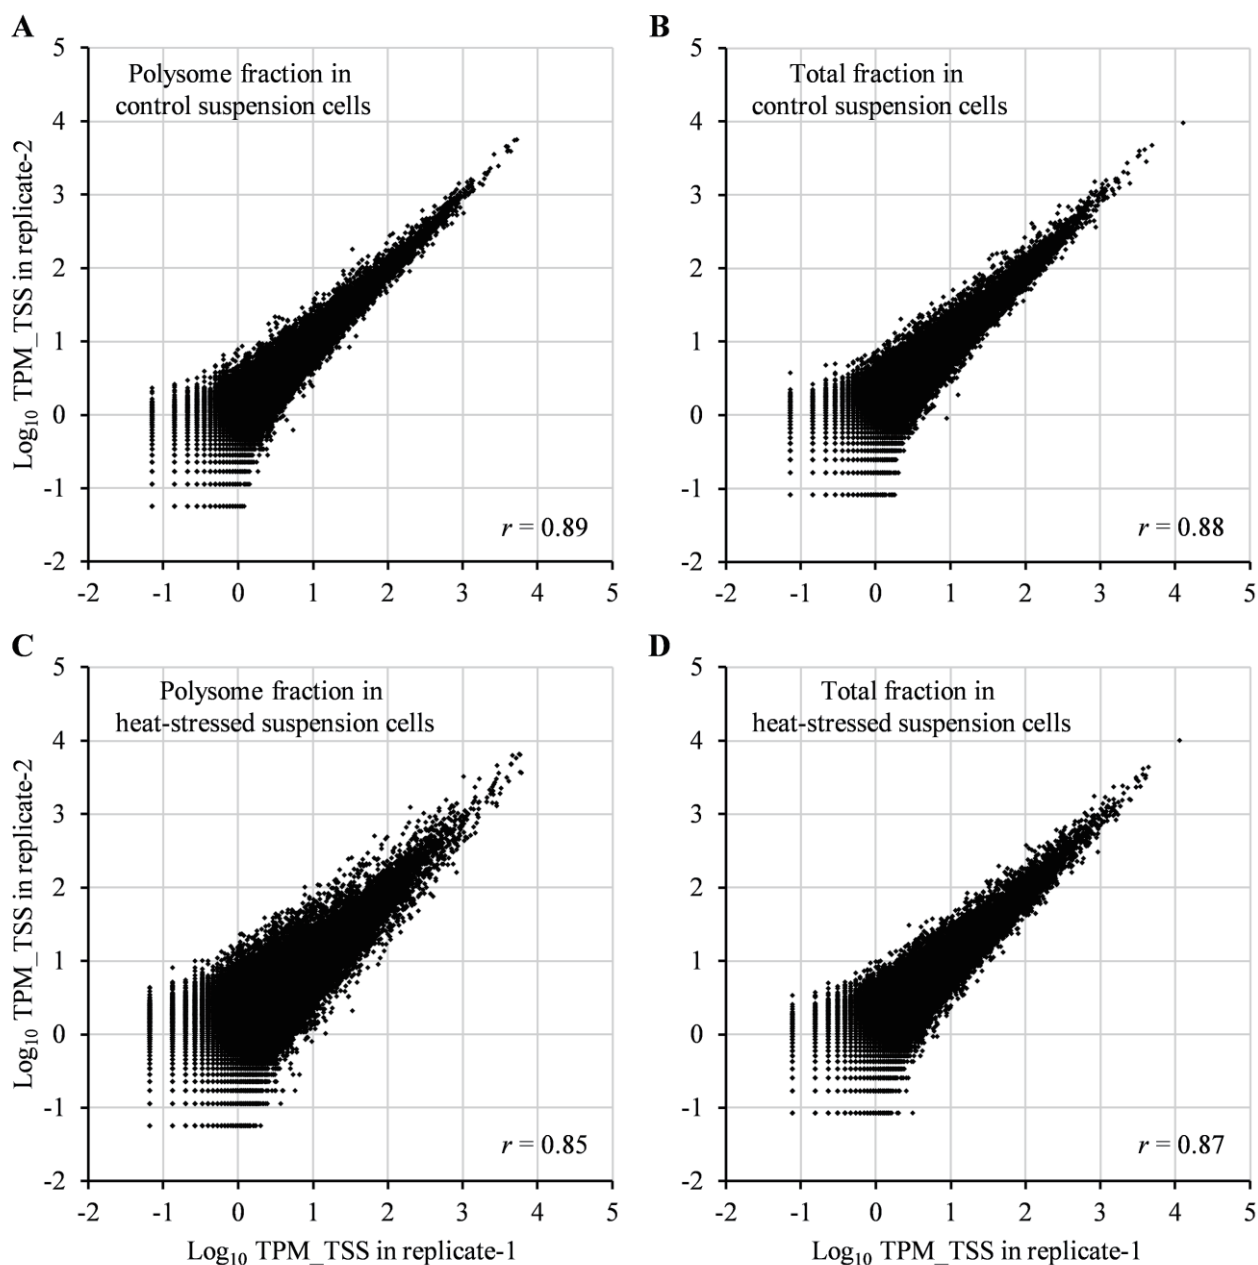 A
B
5
4
3
2
1
0
-1
-2
-2 -1 0 1 2 3 4 5
Log10 TPM_TSS in replicate-2
Polysome fraction in
control suspension cells
r = 0.89
5
4
3
2
1
0
-1
-2
-2 -1 0 1 2 3 4 5
Total fraction in
control suspension cells
r = 0.88
C
D
5
4
3
2
1
0
-1
-2
-2 -1 0 1 2 3 4 5
Log10 TPM_TSS in replicate-2
Polysome fraction in
heat-stressed suspension cells
r = 0.85
5
4
3
2
1
0
-1
-2
-2 -1 0 1 2 3 4 5
Total fraction in
heat-stressed suspension cells
r = 0.87
Log10 TPM_TSS in replicate-1